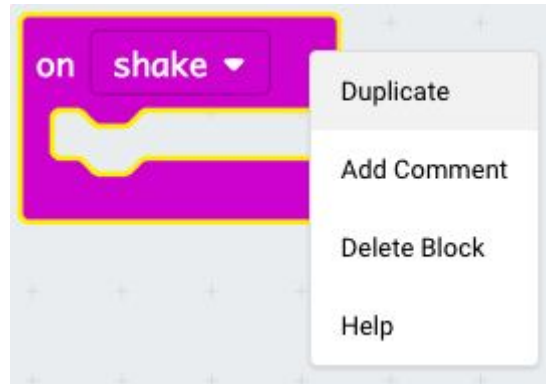 on shake
Duplicate
Add Comment
Delete Block
Help